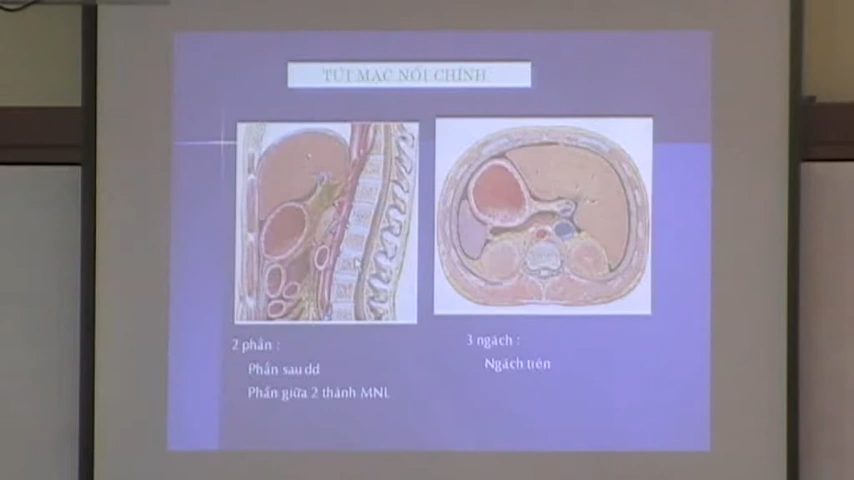 TÚI MẠC NỐI CHÍNH
2 phần :
Phần sau dd
Phần giữa 2 thành MNL
3 ngách :
Ngách trên